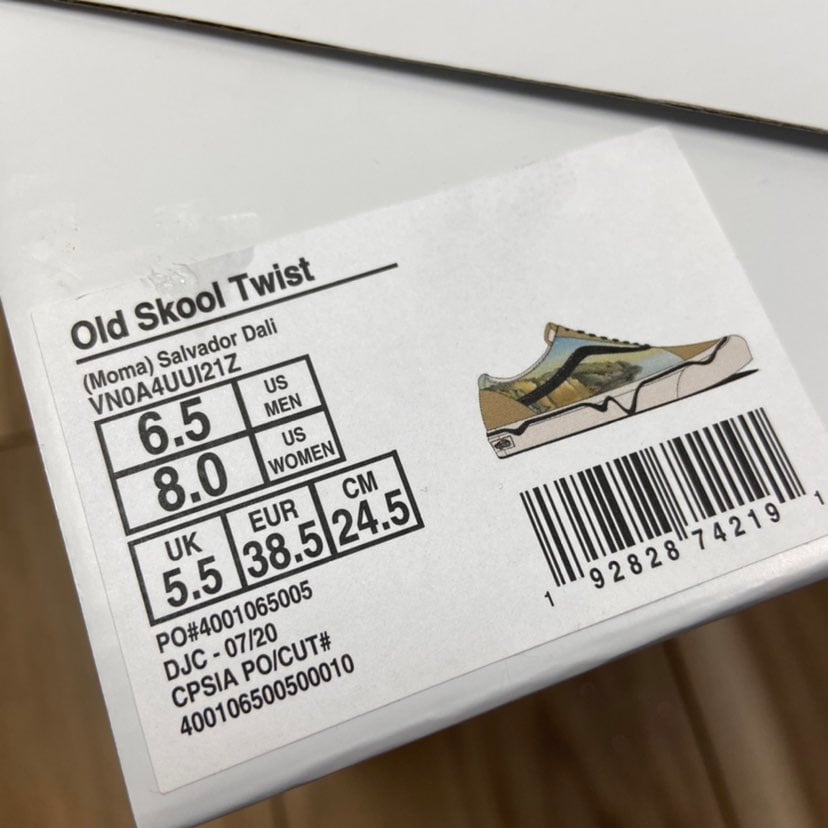 Old Skool Twist
(Moma) Salvador Dali
VN0A4UUI21Z
6.5 US MEN
8.0 US WOMEN
UK 5.5 EUR 38.5 CM 24.5
PO#4001065005
DJC - 07/20
CPSIA PO/CUT#
400106500500010
1 92828 74219 1